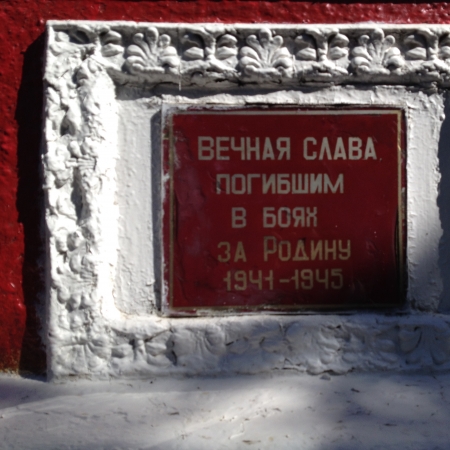 ВЕЧНАЯ СЛАВА
ПОГИБШИМ
В БОЯХ
ЗА РОДИНУ
1941-1945